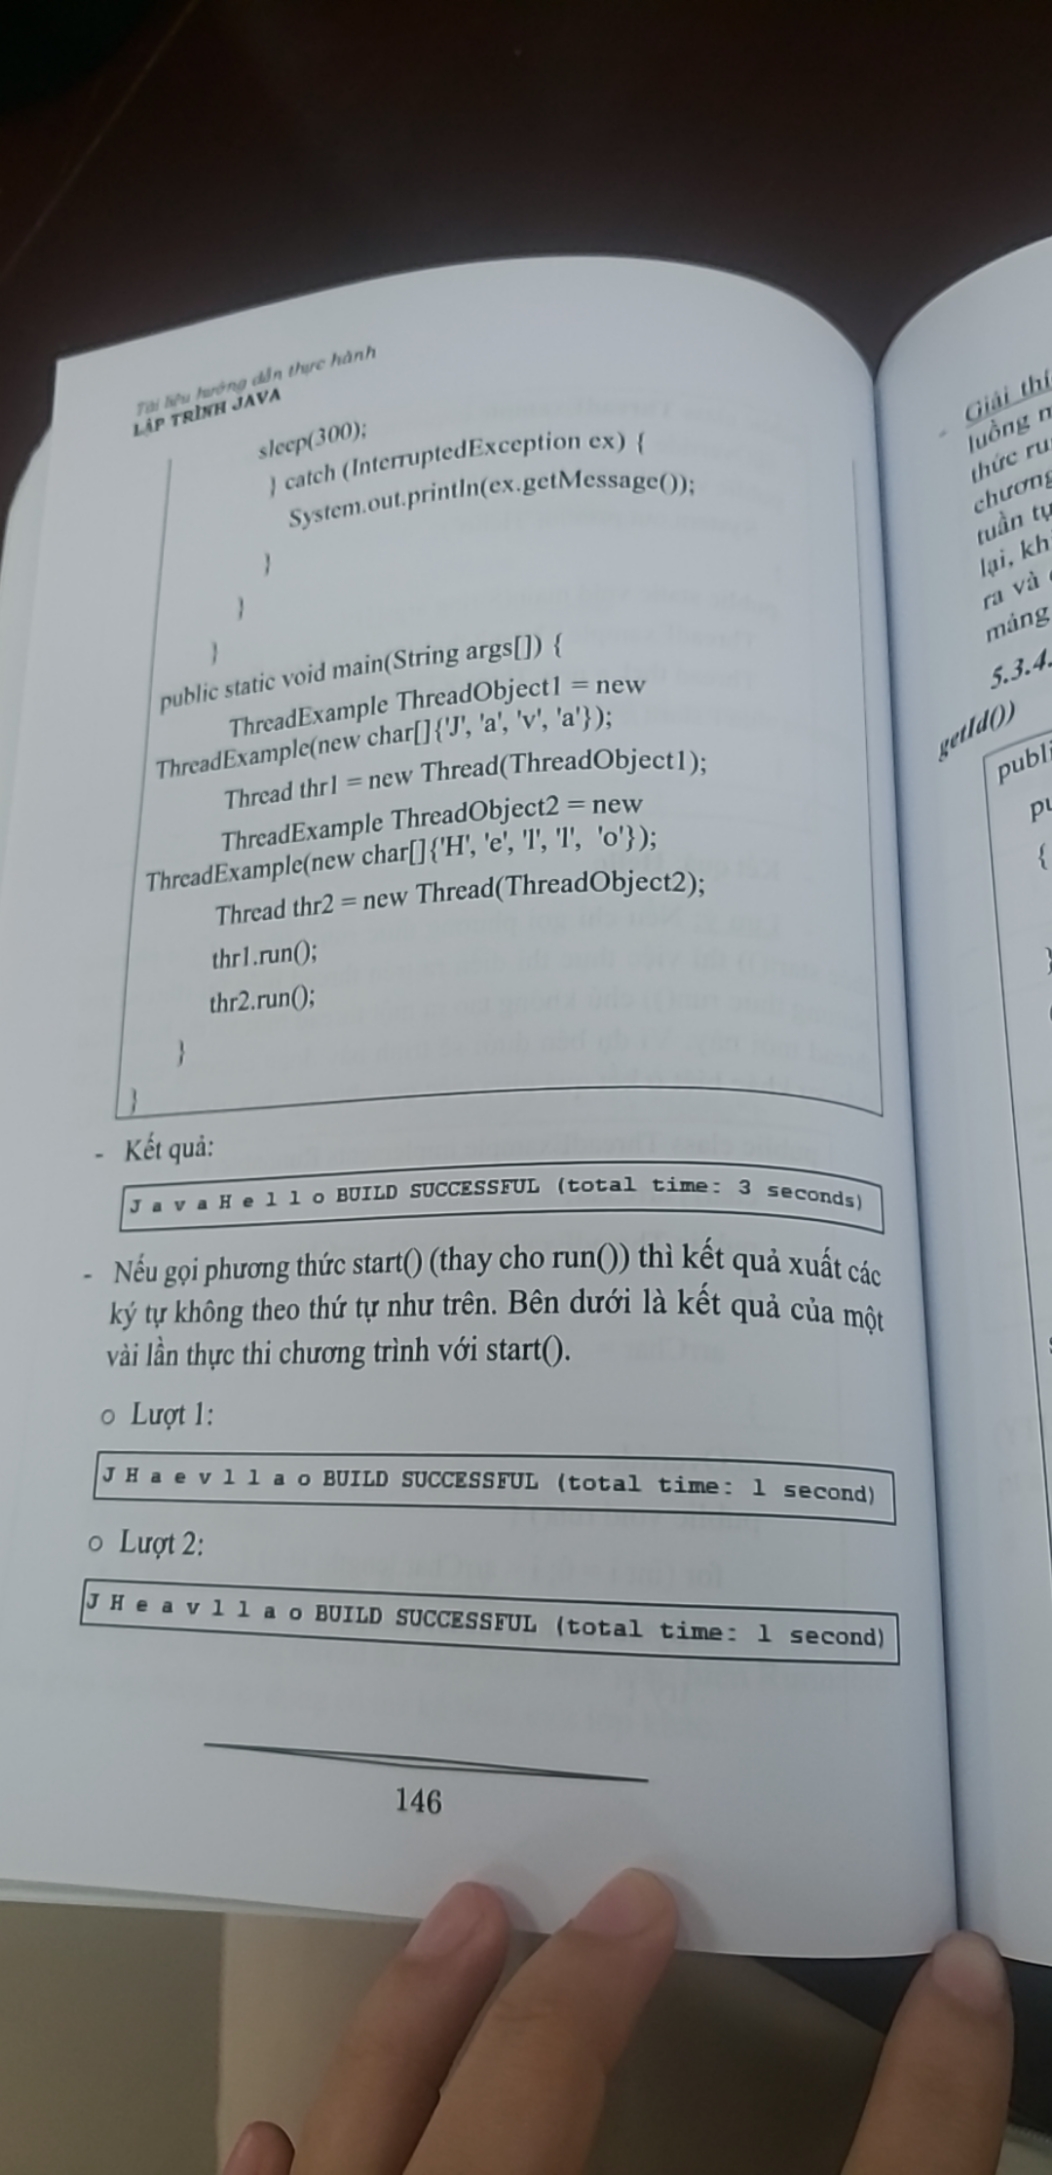 Tài liệu hướng dẫn thực hành
LẬP TRÌNH JAVA
sleep(300);
} catch (InterruptedException ex) {
System.out.println(ex.getMessage());
}
}
}
public static void main(String args[]) {
ThreadExample ThreadObject1 = new
ThreadExample(new char[]{'J', 'a', 'v', 'a'});
Thread thr1 = new Thread(ThreadObject1);
ThreadExample ThreadObject2 = new
ThreadExample(new char[]{'H', 'e', 'l', 'l', 'o'});
Thread thr2 = new Thread(ThreadObject2);
thr1.run();
thr2.run();
}
}
- Kết quả:
J a v a H e l l o BUILD SUCCESSFUL (total time: 3 seconds)
- Nếu gọi phương thức start() (thay cho run()) thì kết quả xuất các
ký tự không theo thứ tự như trên. Bên dưới là kết quả của một
vài lần thực thi chương trình với start().
o Lượt 1:
J H a e v l l a o BUILD SUCCESSFUL (total time: 1 second)
o Lượt 2:
J H e a v l l a o BUILD SUCCESSFUL (total time: 1 second)
146
- Giải thí
luồng n
thức ru
chương
tuần tự
lại, kh
ra và
mảng
5.3.4.
getId())
publi
pu
{
}